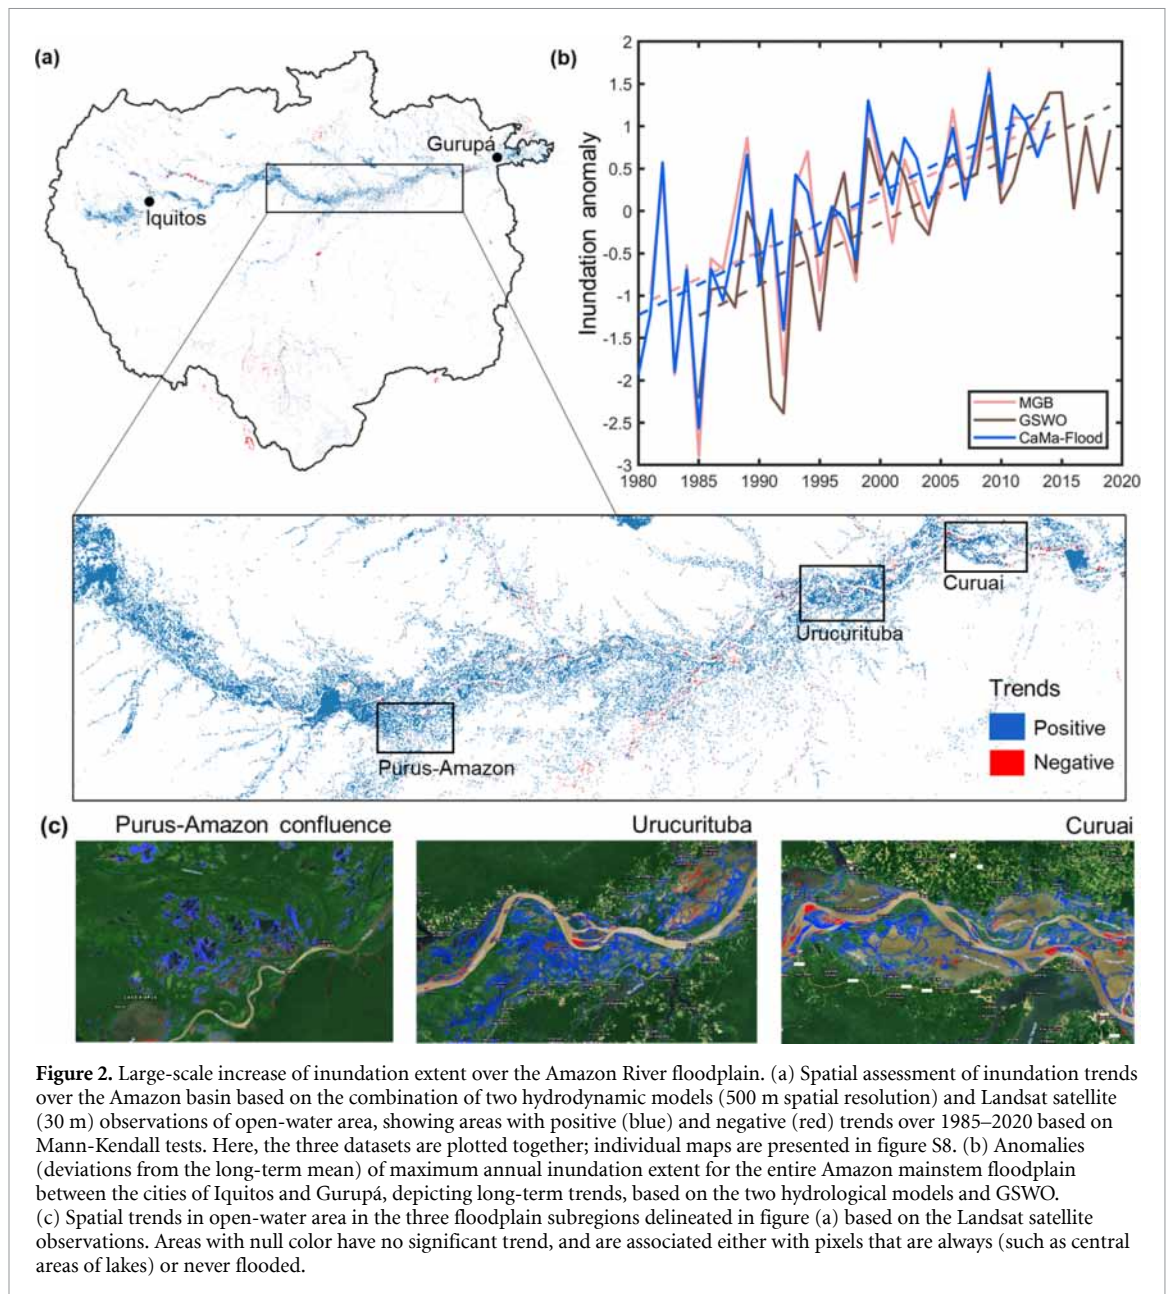 (a)
Gurupá
Iquitos
(b)
Inundation anomaly
2
1.5
1
0.5
0
-0.5
-1
-1.5
-2
-2.5
-3
1980 1985 1990 1995 2000 2005 2010 2015 2020
MGB
GSWO
CaMa-Flood
Curuai
Urucurituba
Purus-Amazon
Trends
Positive
Negative
(c)
Purus-Amazon confluence
Urucurituba
Curuai
Figure 2. Large-scale increase of inundation extent over the Amazon River floodplain. (a) Spatial assessment of inundation trends
over the Amazon basin based on the combination of two hydrodynamic models (500 m spatial resolution) and Landsat satellite
(30 m) observations of open-water area, showing areas with positive (blue) and negative (red) trends over 1985–2020 based on
Mann-Kendall tests. Here, the three datasets are plotted together; individual maps are presented in figure S8. (b) Anomalies
(deviations from the long-term mean) of maximum annual inundation extent for the entire Amazon mainstem floodplain
between the cities of Iquitos and Gurupá, depicting long-term trends, based on the two hydrological models and GSWO.
(c) Spatial trends in open-water area in the three floodplain subregions delineated in figure (a) based on the Landsat satellite
observations. Areas with null color have no significant trend, and are associated either with pixels that are always (such as central
areas of lakes) or never flooded.